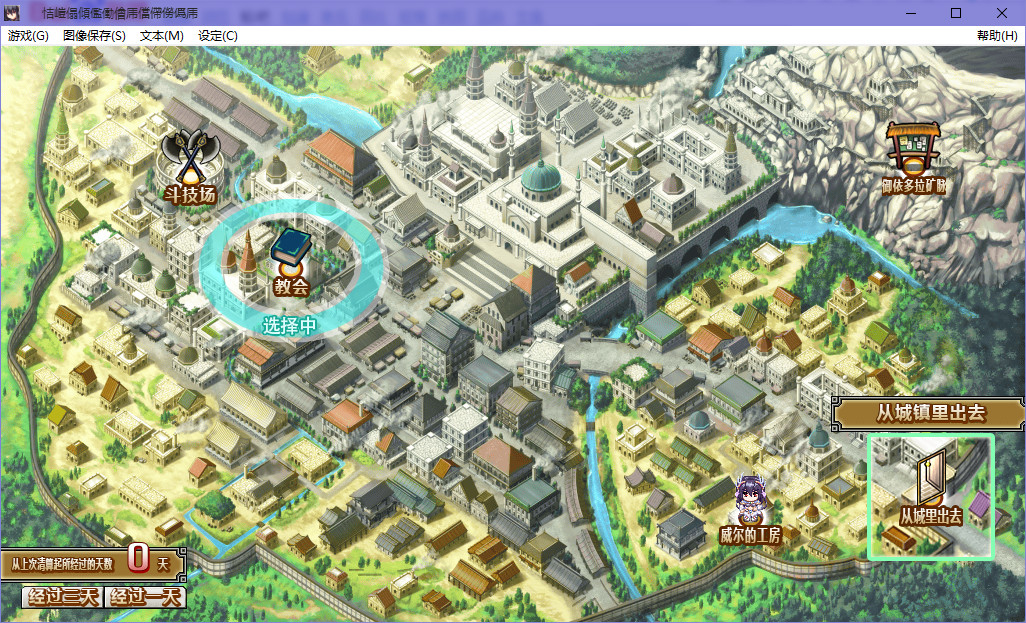 游戏(G) 图像保存(S) 文本(M) 设定(C) 帮助(H)
斗技场
御依多拉矿脉
教会
选择中
从城镇里出去
从城里出去
威尔的工房
从上次清算起所经过的天数 0 天
经过三天 经过一天